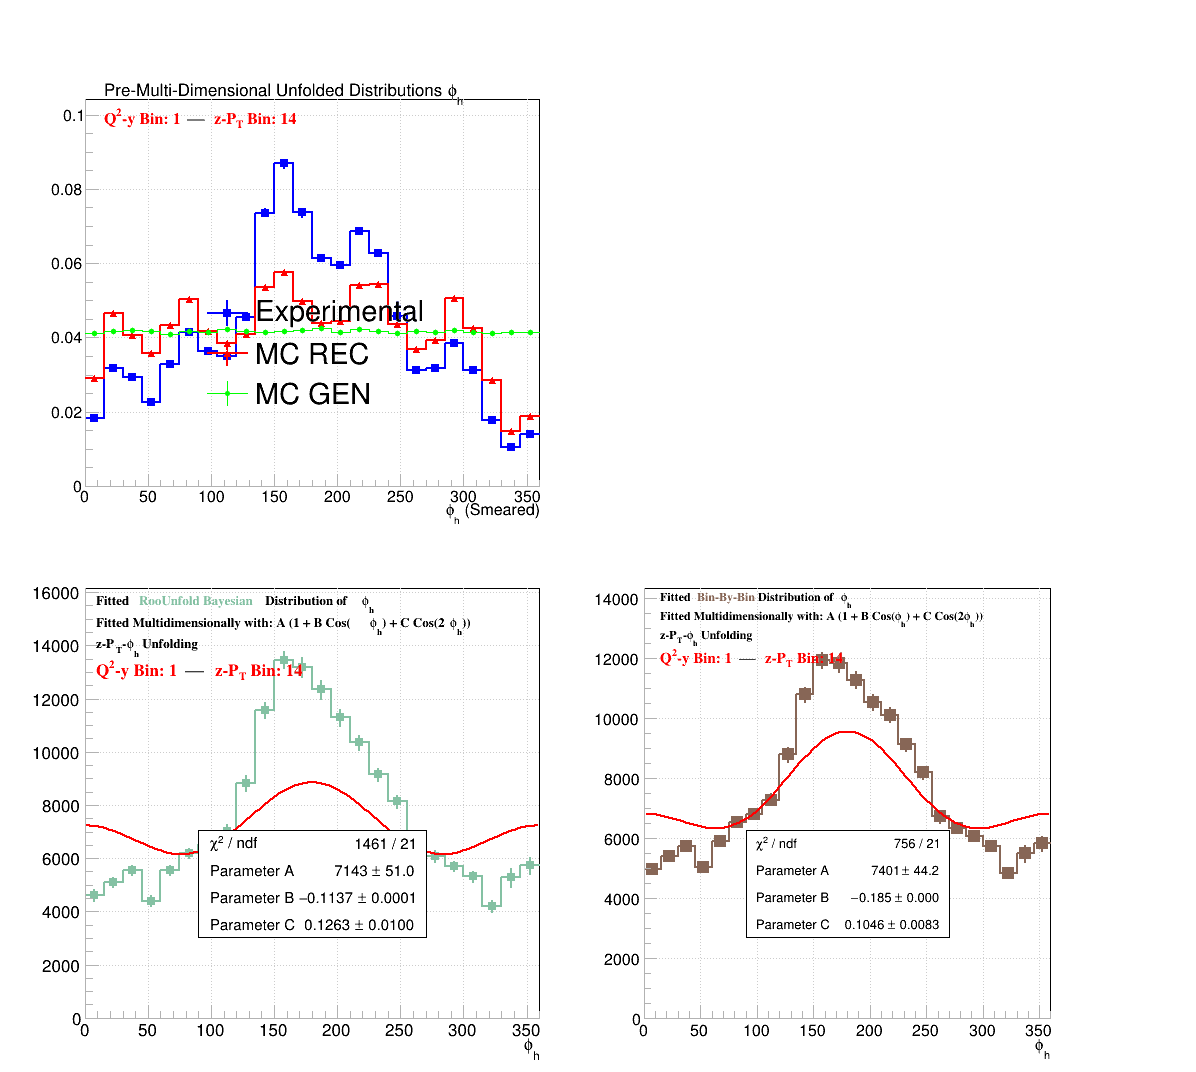 Pre-Multi-Dimensional Unfolded Distributions ϕh
Q²-y Bin: 1 — z-PT Bin: 14
0.1
0.08
0.06
0.04
0.02
0
Experimental
MC REC
MC GEN
0 50 100 150 200 250 300 350
ϕh (Smeared)
Fitted RooUnfold Bayesian Distribution of ϕh
Fitted Multidimensionally with: A (1 + B Cos( ϕh) + C Cos(2 ϕh))
z-PT-ϕh Unfolding
Q²-y Bin: 1 — z-PT Bin: 14
16000
14000
12000
10000
8000
6000
4000
2000
0
χ² / ndf 1461 / 21
Parameter A 7143 ± 51.0
Parameter B −0.1137 ± 0.0001
Parameter C 0.1263 ± 0.0100
0 50 100 150 200 250 300 350
ϕh
Fitted Bin-By-Bin Distribution of ϕh
Fitted Multidimensionally with: A (1 + B Cos(ϕh) + C Cos(2ϕh))
z-PT-ϕh Unfolding
Q²-y Bin: 1 — z-PT Bin: 14
14000
12000
10000
8000
6000
4000
2000
0
χ² / ndf 756 / 21
Parameter A 7401 ± 44.2
Parameter B −0.185 ± 0.000
Parameter C 0.1046 ± 0.0083
0 50 100 150 200 250 300 350
ϕh